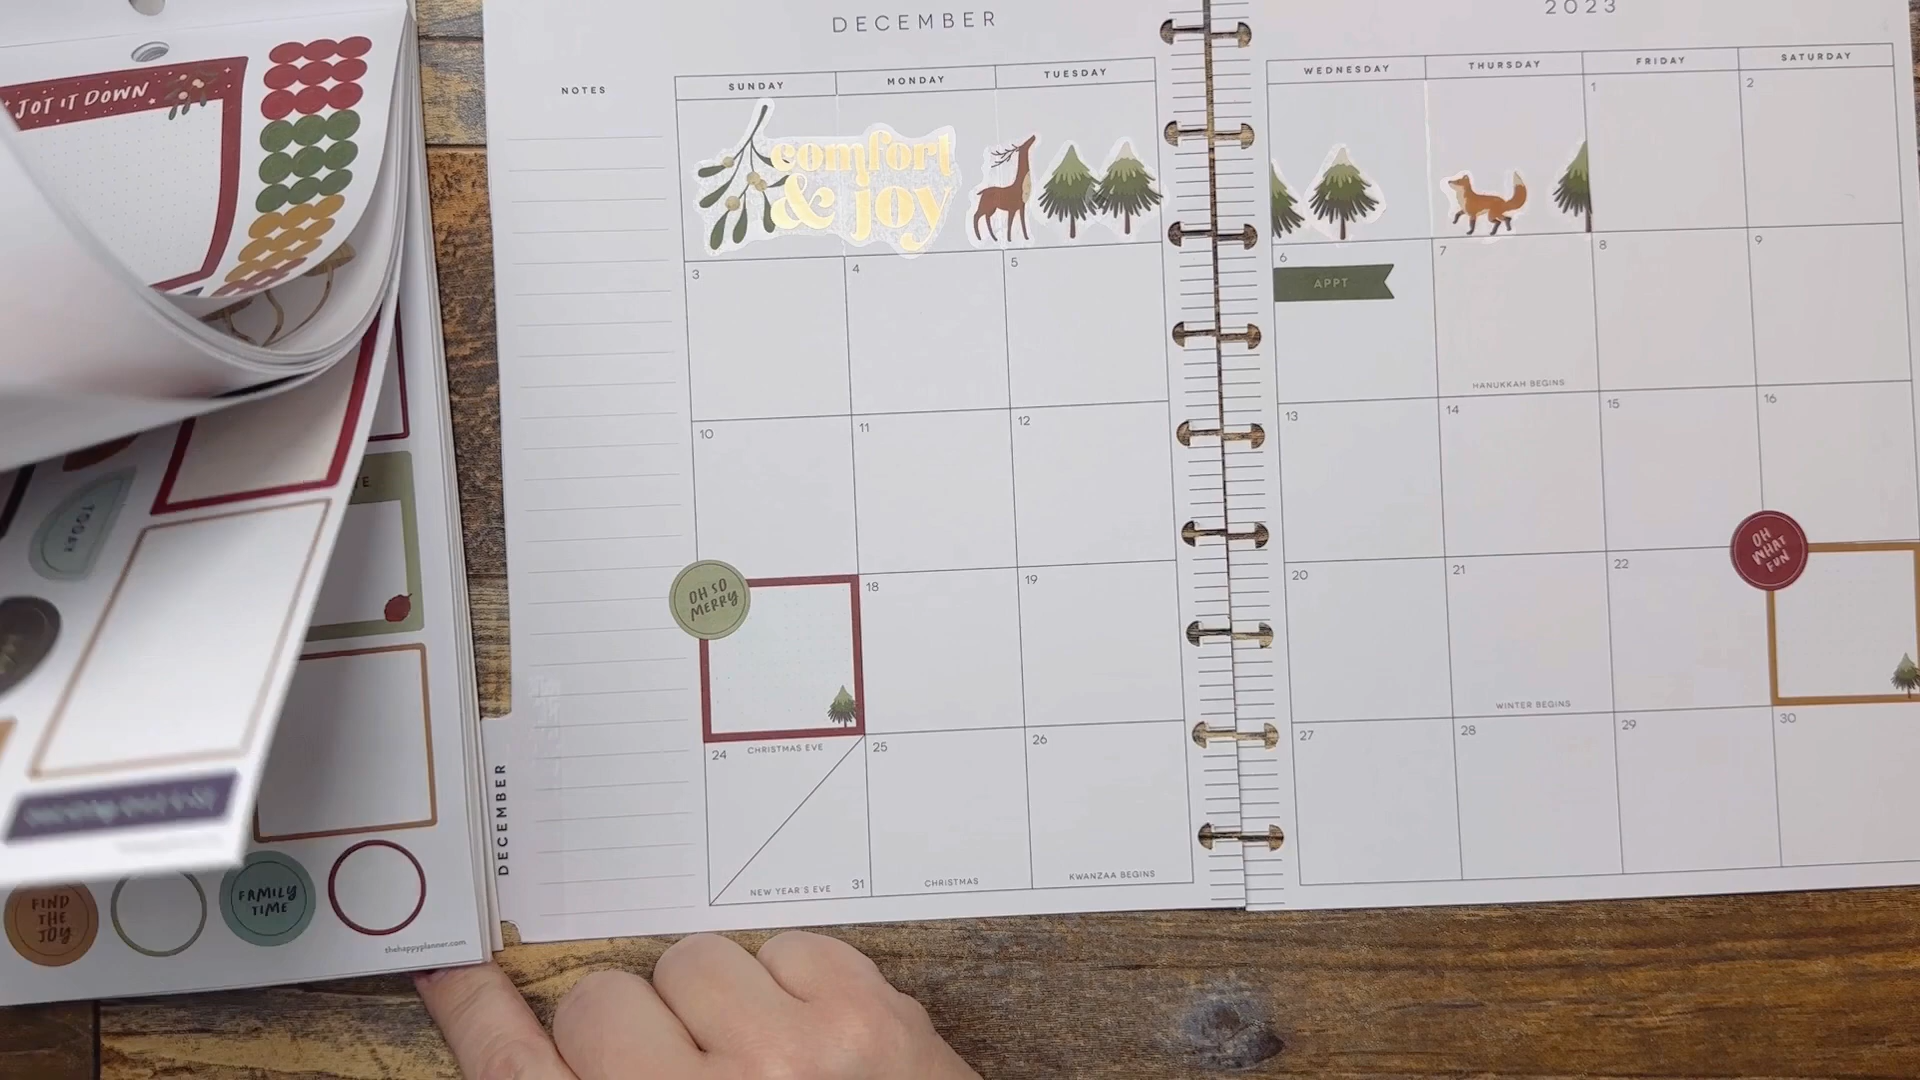 JOT IT DOWN
TODAY
FIND
THE
JOY
FAMILY
TIME
thehappyplanner.com
DECEMBER
2023
NOTES
SUNDAY
MONDAY
TUESDAY
WEDNESDAY
THURSDAY
FRIDAY
SATURDAY
comfort
& joy
1
2
3
4
5
6
APPT
7
HANUKKAH BEGINS
8
9
10
11
12
13
14
15
16
OH SO
MERRY
18
19
20
21
WINTER BEGINS
22
OH
WHAT
FUN
24
CHRISTMAS EVE
NEW YEAR'S EVE
31
25
CHRISTMAS
26
KWANZAA BEGINS
27
28
29
30
DECEMBER